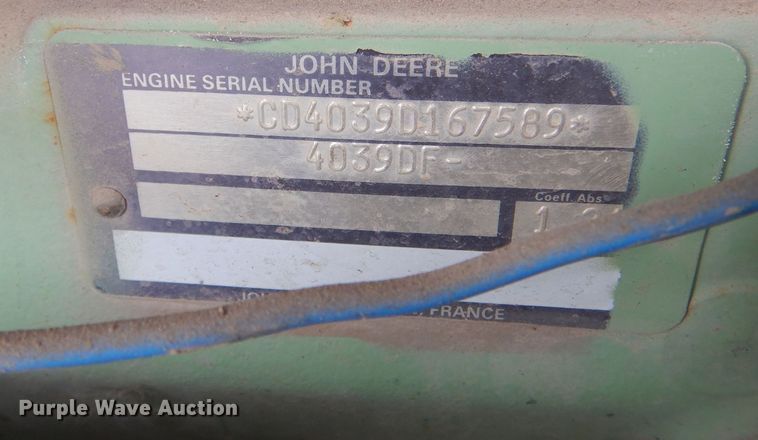 JOHN DEERE
ENGINE SERIAL NUMBER
*CD4039D167589*
4039DF-
Coeff. Abs
FRANCE
Purple Wave Auction